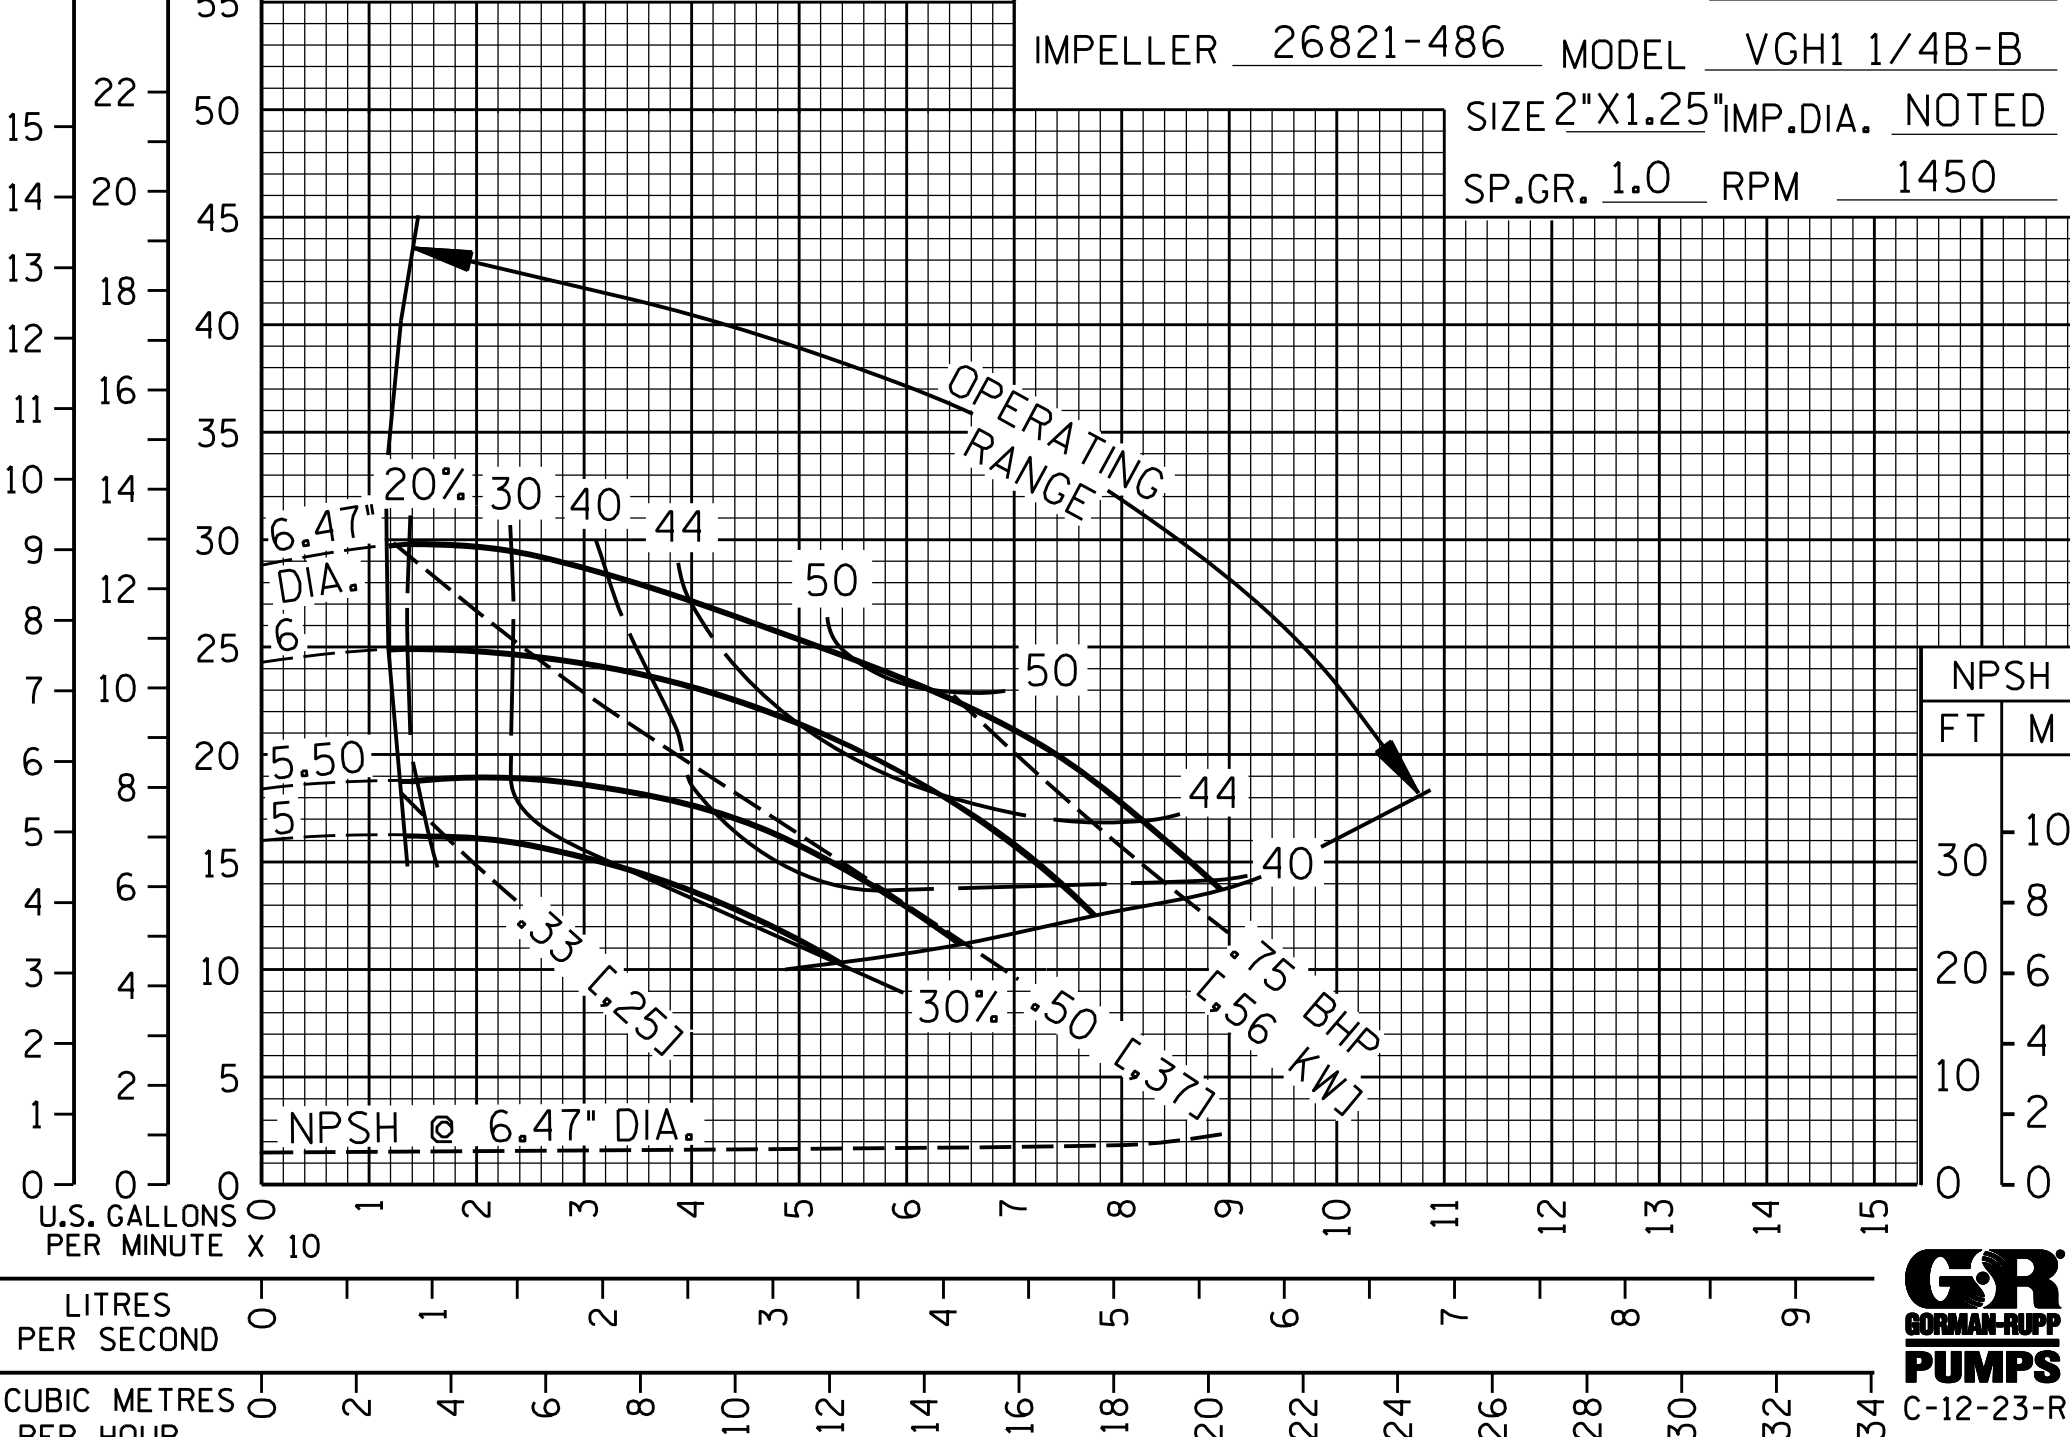 55
IMPELLER 26821-486 MODEL VGH1 1/4B-B
SIZE 2"X1.25" IMP.DIA. NOTED
SP.GR. 1.0 RPM 1450
15
14
13
12
11
10
9
8
7
6
5
4
3
2
1
0
22
20
18
16
14
12
10
8
6
4
2
0
50
45
40
35
30
25
20
15
10
5
0
OPERATING
RANGE
20% 30 40 44
50
50
44
40
30%
6.47"
DIA.
6
5.50
5
.33 [,25]
.50 [,37]
.75 BHP
[,56 KW]
NPSH @ 6.47" DIA.
NPSH
FT M
30
20
10
0
10
8
6
4
2
0
U.S. GALLONS
PER MINUTE X 10
0 1 2 3 4 5 6 7 8 9 10 11 12 13 14 15
LITRES
PER SECOND
0 1 2 3 4 5 6 7 8 9
CUBIC METRES
PER HOUR
0 2 4 6 8 10 12 14 16 18 20 22 24 26 28 30 32 34
GR
GORMAN-RUPP
PUMPS
C-12-23-R